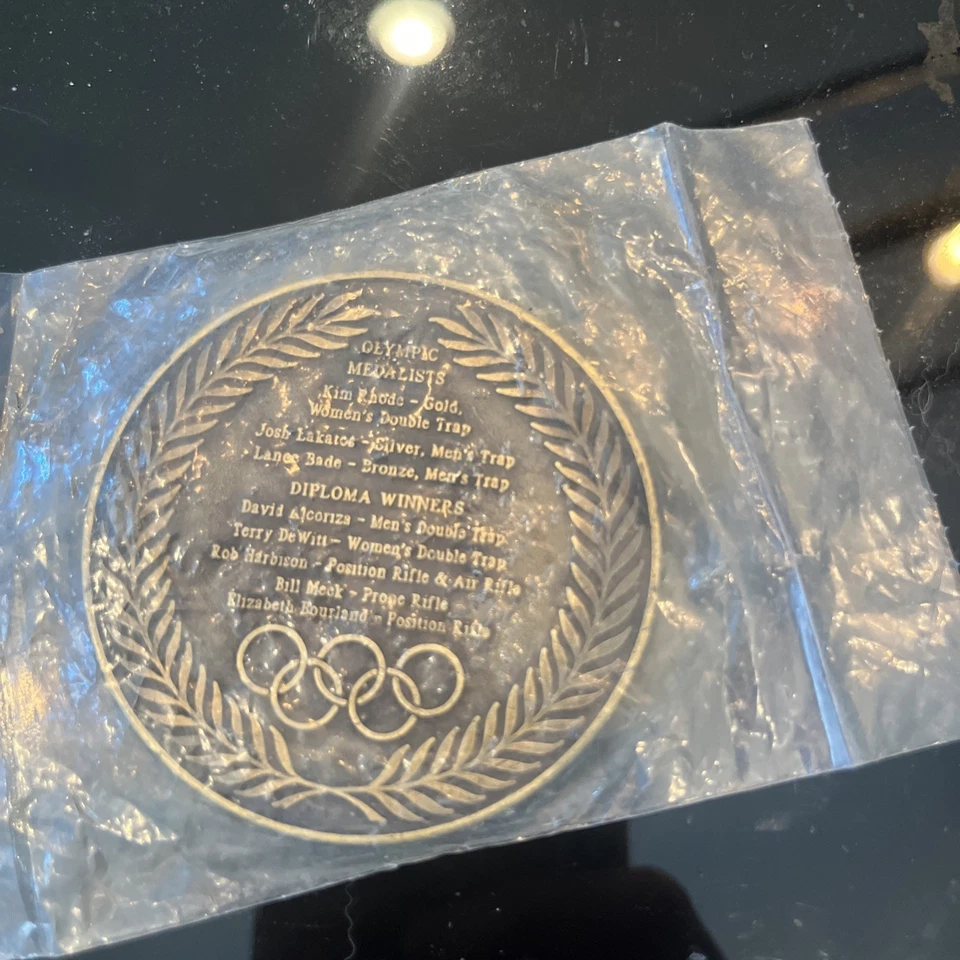 OLYMPIC
MEDALISTS
Kim Rhode - Gold,
Women's Double Trap
Josh Lakatos - Silver, Men's Trap
Lance Bade - Bronze, Men's Trap
DIPLOMA WINNERS
David Alcoriza - Men's Double Trap
Terry DeWitt - Women's Double Trap
Rob Harbison - Position Rifle & Air Rifle
Bill Meek - Prone Rifle
Elizabeth Bourland - Position Rifle